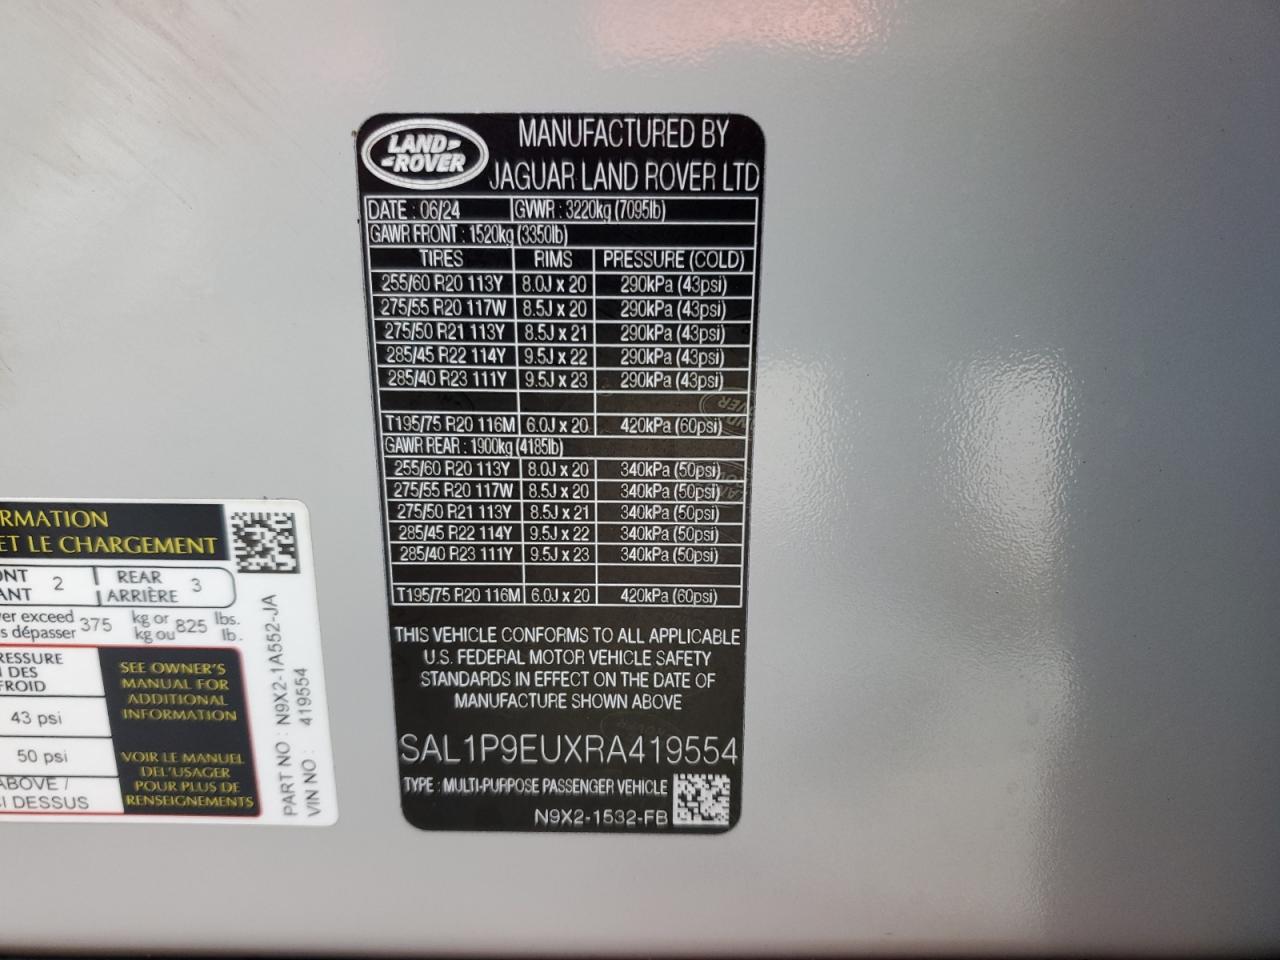 LAND-
-ROVER
MANUFACTURED BY
JAGUAR LAND ROVER LTD
DATE : 06/24 GVWR : 3220kg (7095lb)
GAWR FRONT : 1520kg (3350lb)
TIRES RIMS PRESSURE (COLD)
255/60 R20 113Y 8.0J x 20 290kPa (43psi)
275/55 R20 117W 8.5J x 20 290kPa (43psi)
275/50 R21 113Y 8.5J x 21 290kPa (43psi)
285/45 R22 114Y 9.5J x 22 290kPa (43psi)
285/40 R23 111Y 9.5J x 23 290kPa (43psi)
T195/75 R20 116M 6.0J x 20 420kPa (60psi)
GAWR REAR : 1900kg (4185lb)
255/60 R20 113Y 8.0J x 20 340kPa (50psi)
275/55 R20 117W 8.5J x 20 340kPa (50psi)
275/50 R21 113Y 8.5J x 21 340kPa (50psi)
285/45 R22 114Y 9.5J x 22 340kPa (50psi)
285/40 R23 111Y 9.5J x 23 340kPa (50psi)
T195/75 R20 116M 6.0J x 20 420kPa (60psi)
THIS VEHICLE CONFORMS TO ALL APPLICABLE
U.S. FEDERAL MOTOR VEHICLE SAFETY
STANDARDS IN EFFECT ON THE DATE OF
MANUFACTURE SHOWN ABOVE
SAL1P9EUXRA419554
TYPE : MULTI-PURPOSE PASSENGER VEHICLE
N9X2-1532-FB
RMATION
ET LE CHARGEMENT
ONT 2 REAR 3
ANT ARRIÈRE
ver exceed 375 kg or 825 lbs.
s dépasser kg ou lb.
RESSURE
N DES
FROID
43 psi
50 psi
ABOVE /
CI DESSUS
SEE OWNER'S
MANUAL FOR
ADDITIONAL
INFORMATION
VOIR LE MANUEL
DEL'USAGER
POUR PLUS DE
RENSEIGNEMENTS
PART NO : N9X2-1A552-JA
VIN NO : 419554